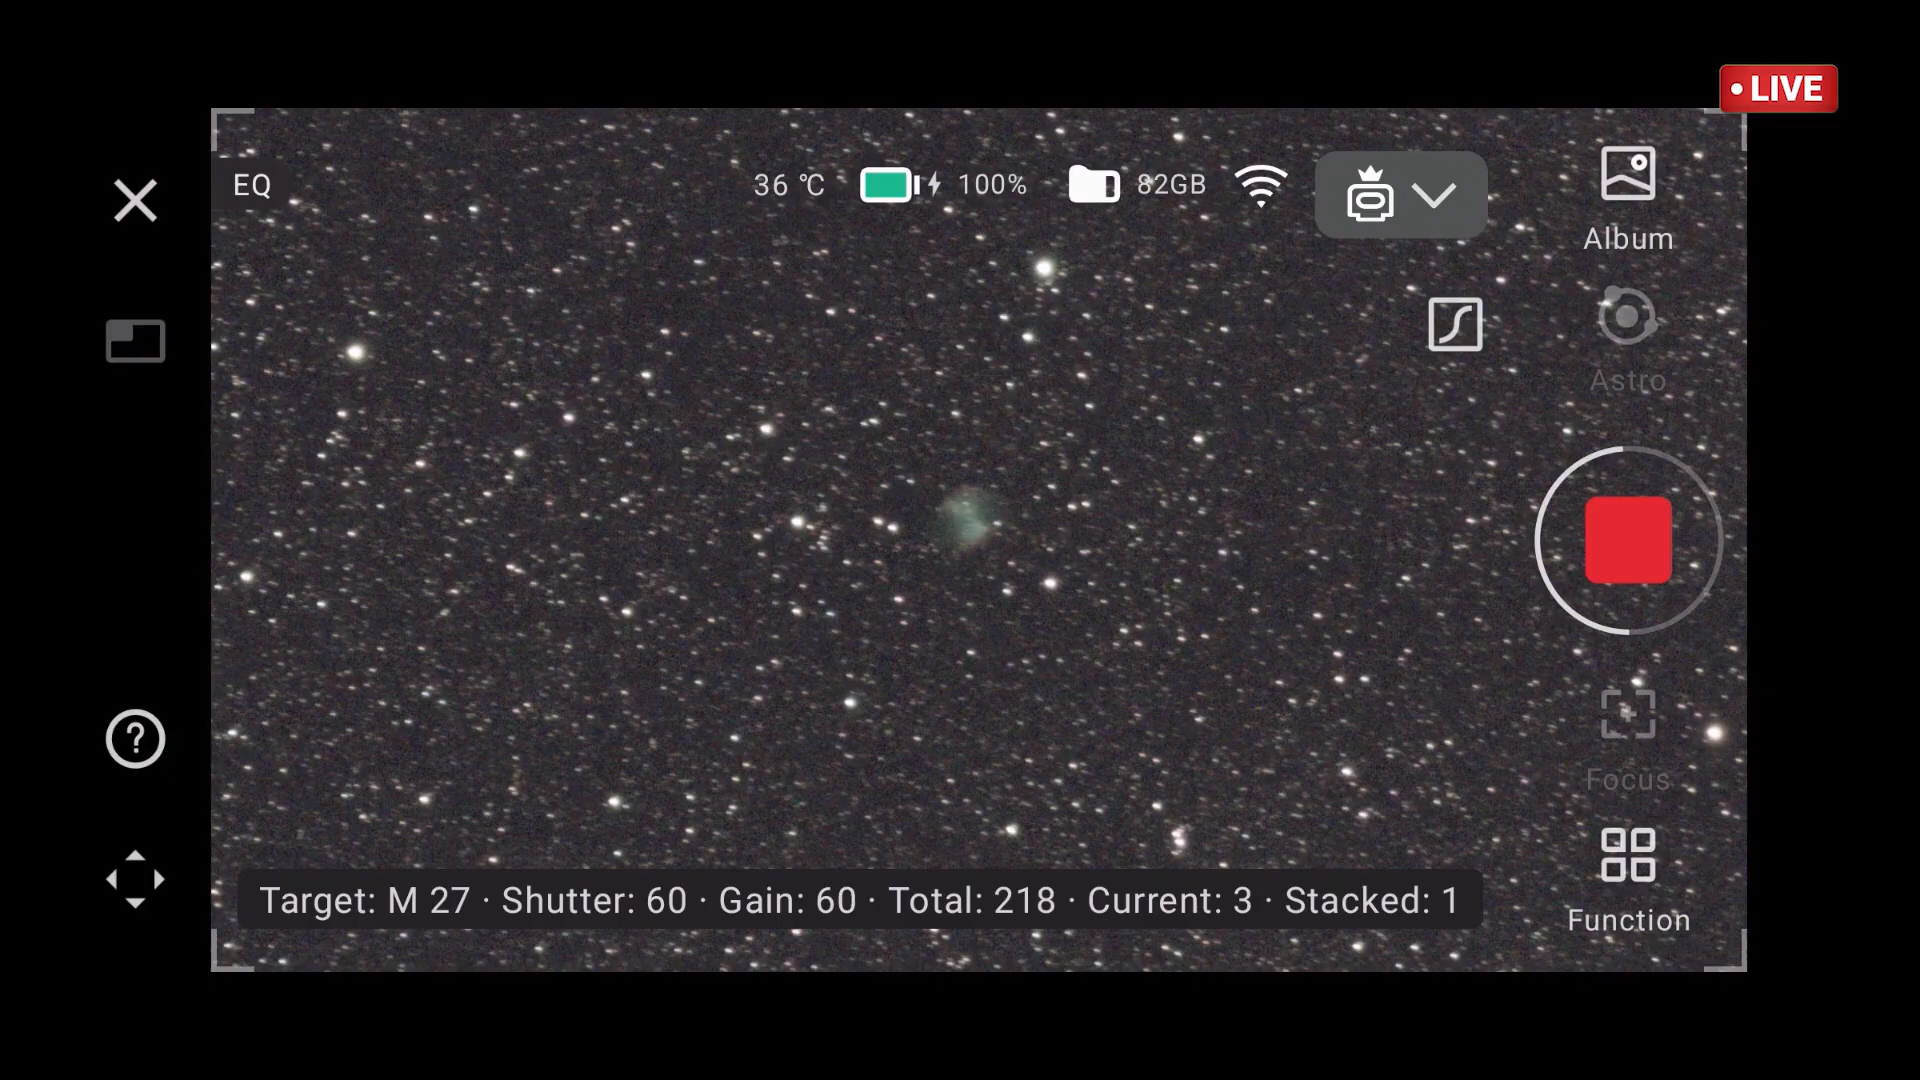 LIVE
EQ
36 ℃
100%
82GB
Album
Astro
Focus
Target: M 27 · Shutter: 60 · Gain: 60 · Total: 218 · Current: 3 · Stacked: 1
Function